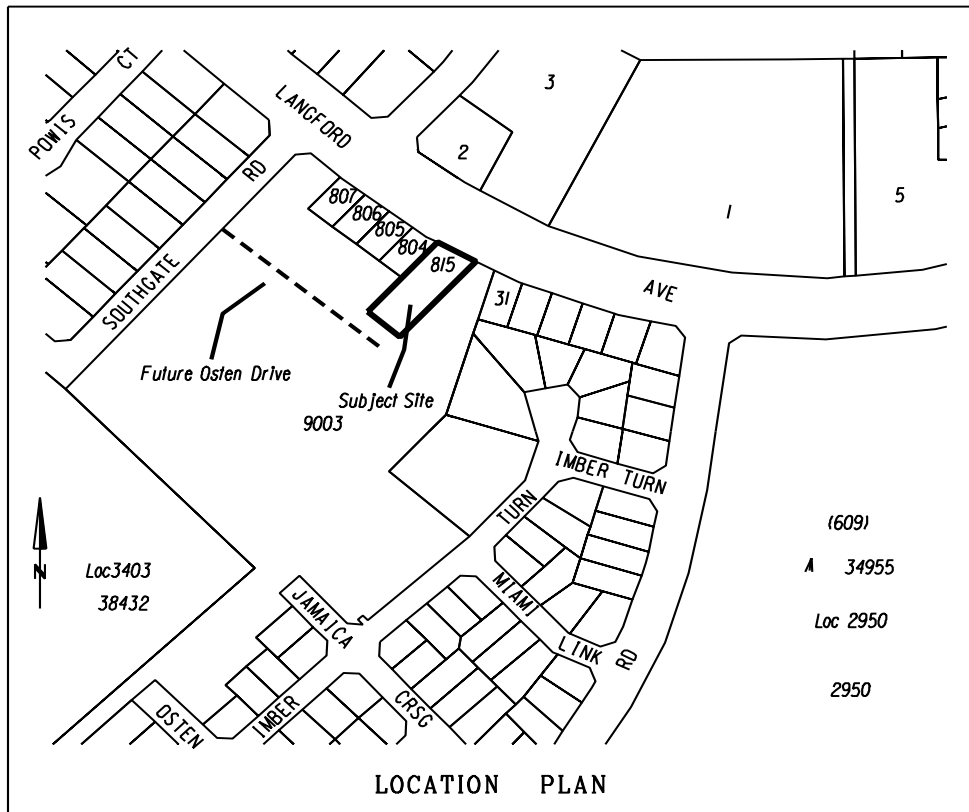 POWIS CT
LANGFORD
AVE
SOUTHGATE RD
3
2
1
5
807
806
805
804
815
31
Future Osten Drive
Subject Site
9003
IMBER TURN
TURN
MIAMI LINK
RD
JAMAICA
CRSG
IMBER
OSTEN
N
Loc3403
38432
(609)
34955
Loc 2950
2950
LOCATION PLAN